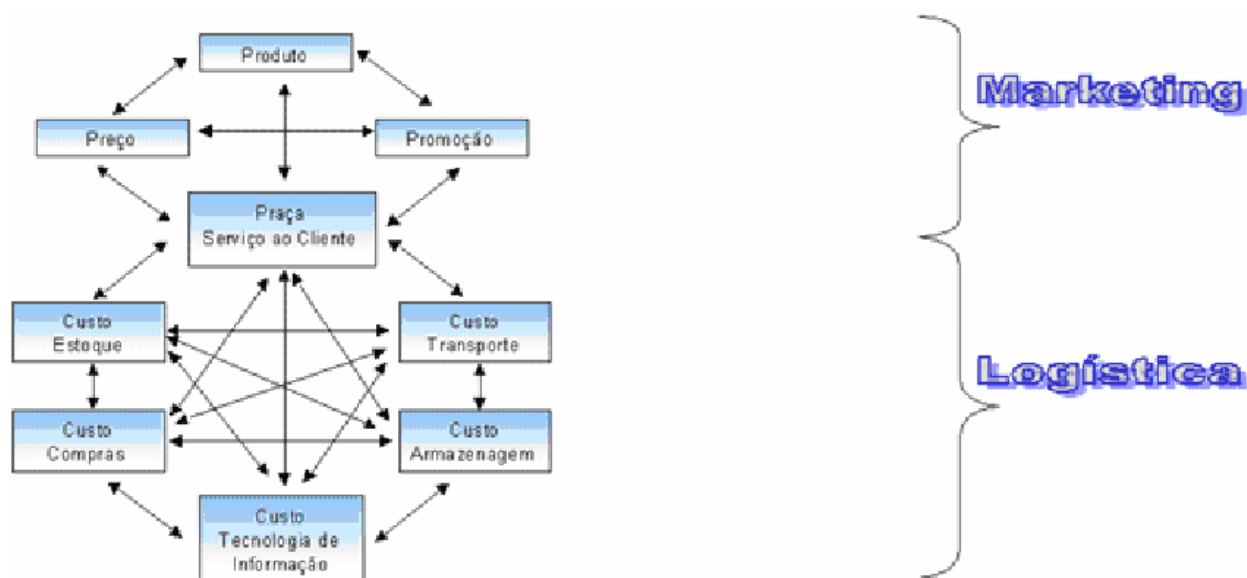 Produto
Marketing
Preço
Promoção
Praça
Serviço ao Cliente
Custo
Estoque
Custo
Transporte
Logística
Custo
Compras
Custo
Armazenagem
Custo
Tecnologia de
Informação